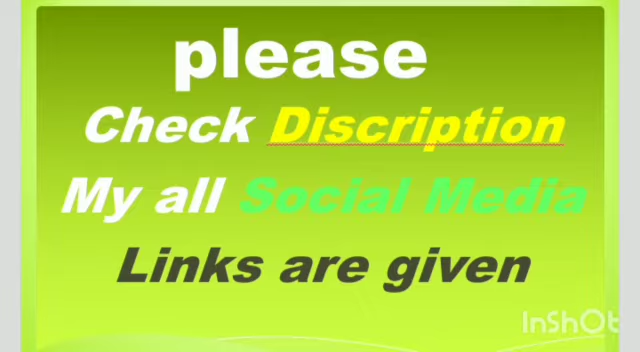 please
Check Discription
My all Social Media
Links are given
InShOt